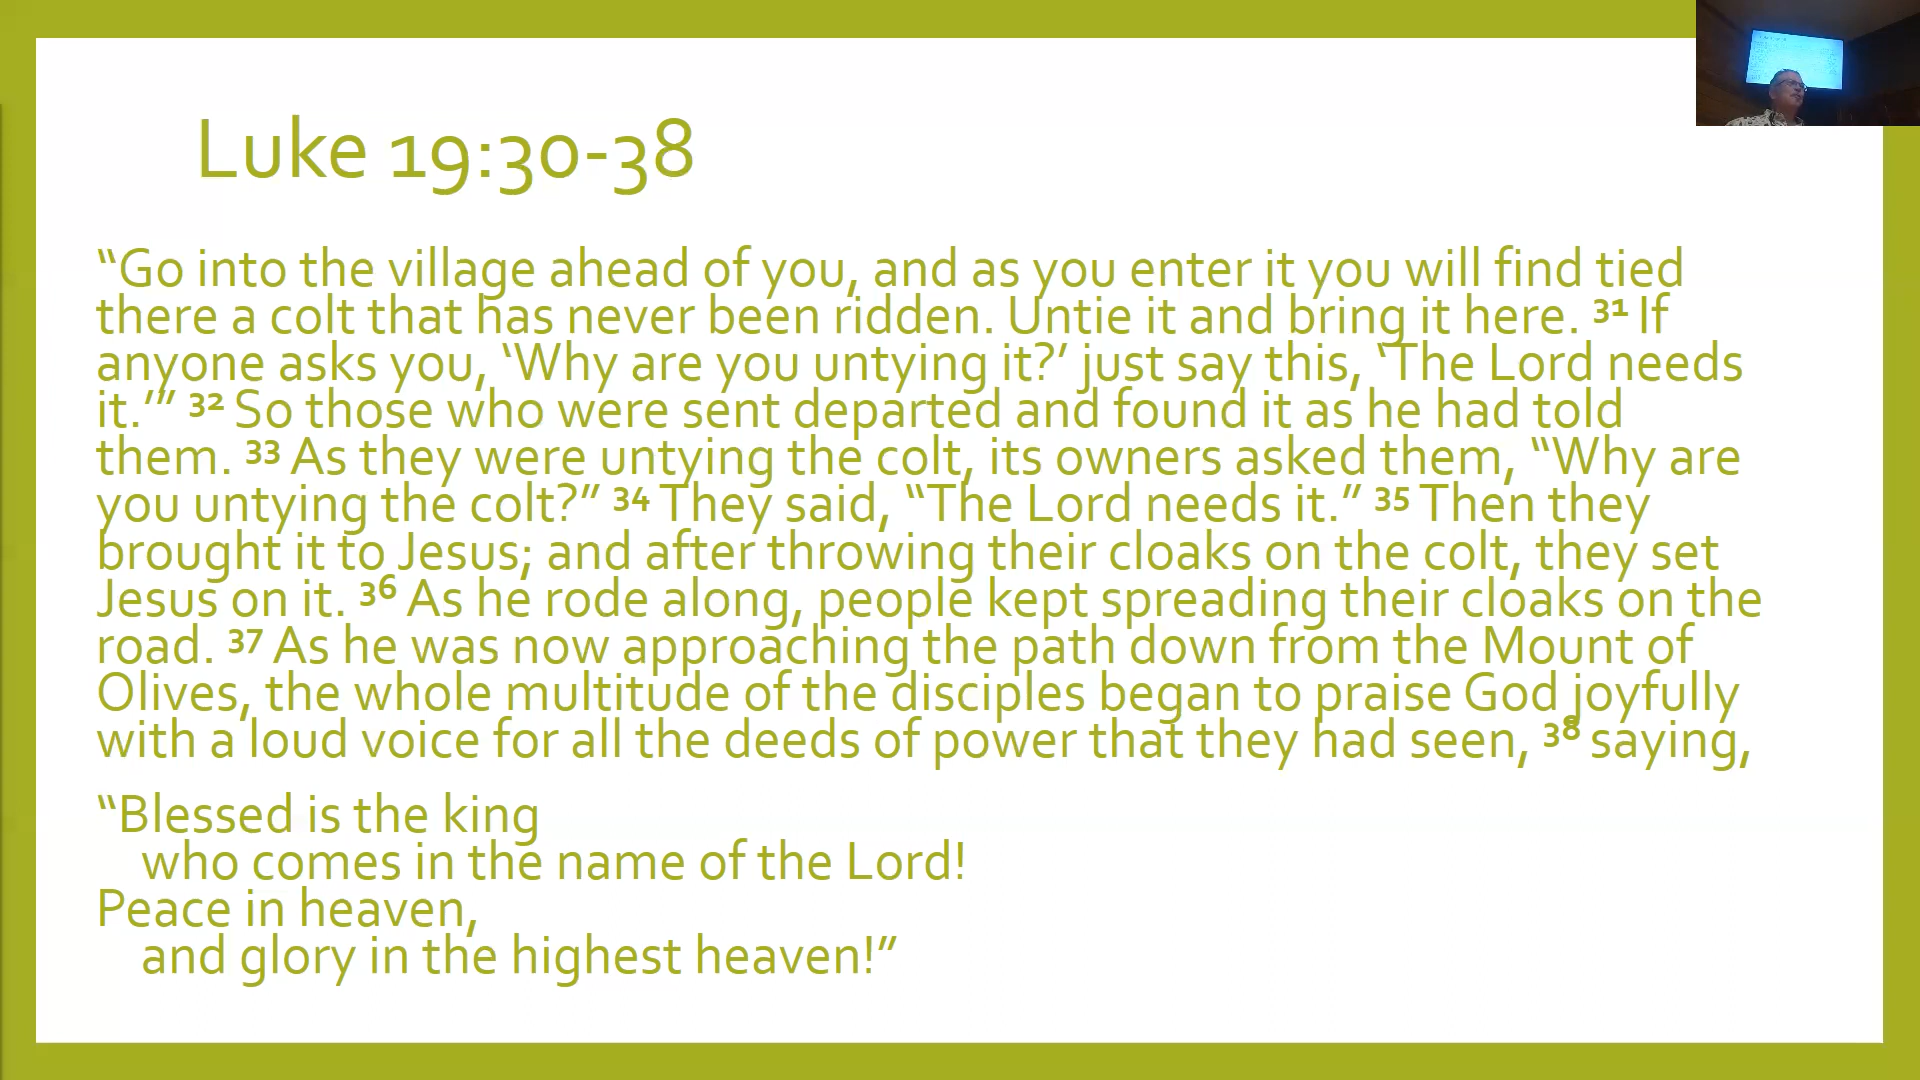 Luke 19:30-38
“Go into the village ahead of you, and as you enter it you will find tied
there a colt that has never been ridden. Untie it and bring it here. 31 If
anyone asks you, ‘Why are you untying it?’ just say this, ‘The Lord needs
it.’” 32 So those who were sent departed and found it as he had told
them. 33 As they were untying the colt, its owners asked them, “Why are
you untying the colt?” 34 They said, “The Lord needs it.” 35 Then they
brought it to Jesus; and after throwing their cloaks on the colt, they set
Jesus on it. 36 As he rode along, people kept spreading their cloaks on the
road. 37 As he was now approaching the path down from the Mount of
Olives, the whole multitude of the disciples began to praise God joyfully
with a loud voice for all the deeds of power that they had seen, 38 saying,
“Blessed is the king
who comes in the name of the Lord!
Peace in heaven,
and glory in the highest heaven!”